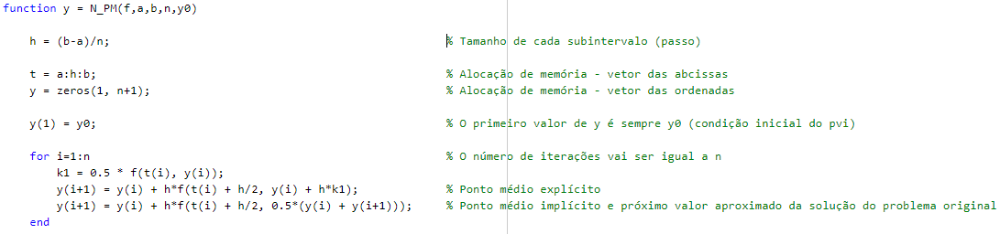 function y = N_PM(f,a,b,n,y0)
h = (b-a)/n; % Tamanho de cada subintervalo (passo)
t = a:h:b; % Alocação de memória - vetor das abcissas
y = zeros(1, n+1); % Alocação de memória - vetor das ordenadas
y(1) = y0; % O primeiro valor de y é sempre y0 (condição inicial do pvi)
for i=1:n % O número de iterações vai ser igual a n
k1 = 0.5 * f(t(i), y(i));
y(i+1) = y(i) + h*f(t(i) + h/2, y(i) + h*k1); % Ponto médio explícito
y(i+1) = y(i) + h*f(t(i) + h/2, 0.5*(y(i) + y(i+1))); % Ponto médio implícito e próximo valor aproximado da solução do problema original
end